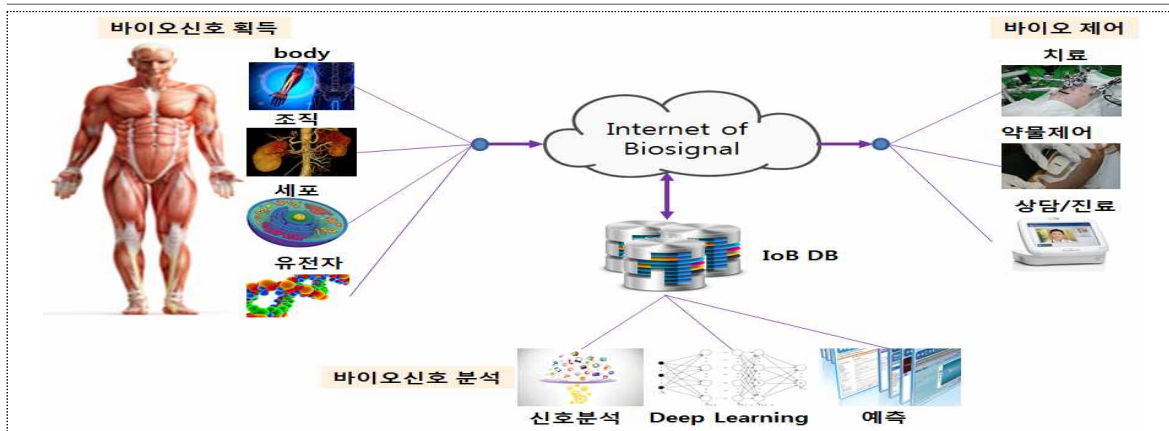 바이오신호 획득
body
조직
세포
유전자
Internet of
Biosignal
IoB DB
바이오 제어
치료
약물제어
상담/진료
바이오신호 분석
신호분석
Deep Learning
예측